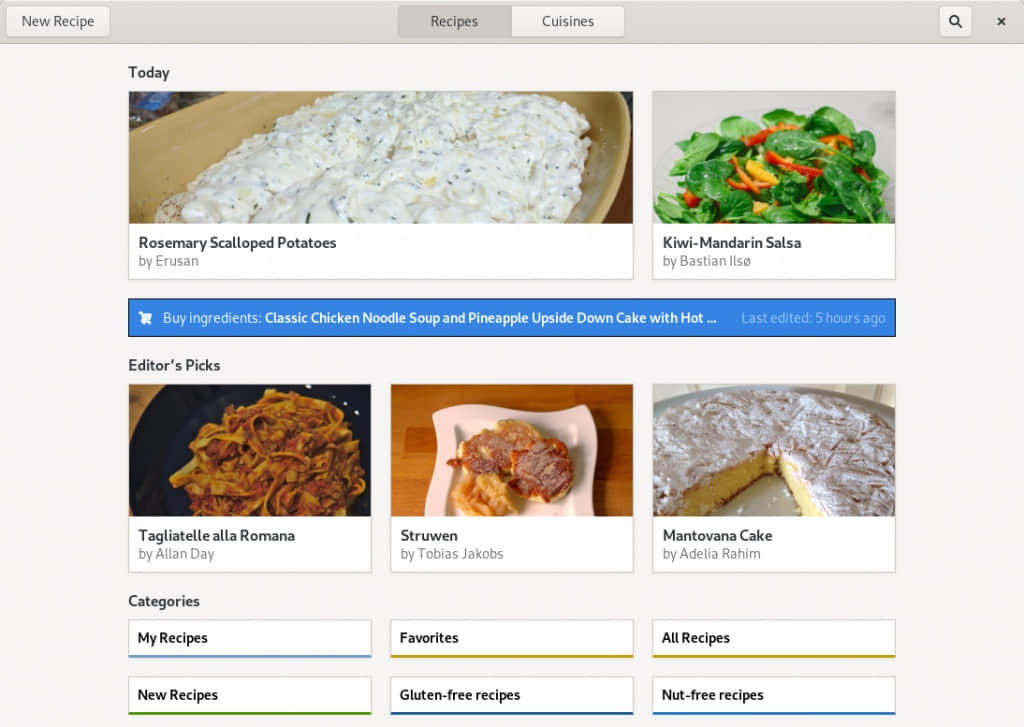 New Recipe
Recipes
Cuisines
Today
Rosemary Scalloped Potatoes
by Erusan
Kiwi-Mandarin Salsa
by Bastian Ilsø
Buy ingredients: Classic Chicken Noodle Soup and Pineapple Upside Down Cake with Hot ...
Last edited: 5 hours ago
Editor's Picks
Tagliatelle alla Romana
by Allan Day
Struwen
by Tobias Jakobs
Mantovana Cake
by Adelia Rahim
Categories
My Recipes
Favorites
All Recipes
New Recipes
Gluten-free recipes
Nut-free recipes